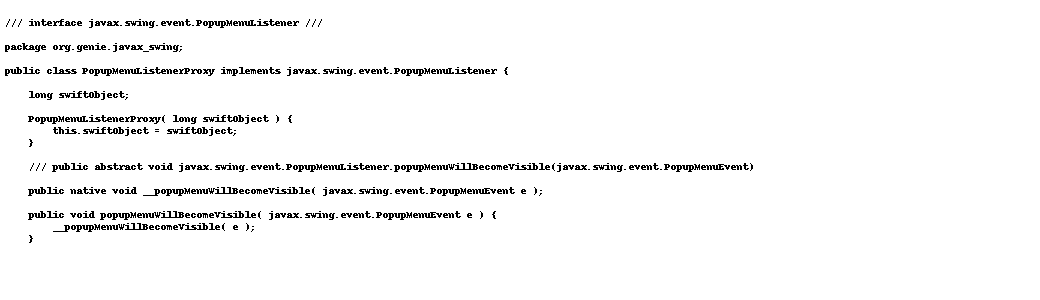 /// interface javax.swing.event.PopupMenuListener ///
package org.genie.javax_swing;
public class PopupMenuListenerProxy implements javax.swing.event.PopupMenuListener {
long swiftObject;
PopupMenuListenerProxy( long swiftObject ) {
this.swiftObject = swiftObject;
}
/// public abstract void javax.swing.event.PopupMenuListener.popupMenuWillBecomeVisible(javax.swing.event.PopupMenuEvent)
public native void __popupMenuWillBecomeVisible( javax.swing.event.PopupMenuEvent e );
public void popupMenuWillBecomeVisible( javax.swing.event.PopupMenuEvent e ) {
__popupMenuWillBecomeVisible( e );
}